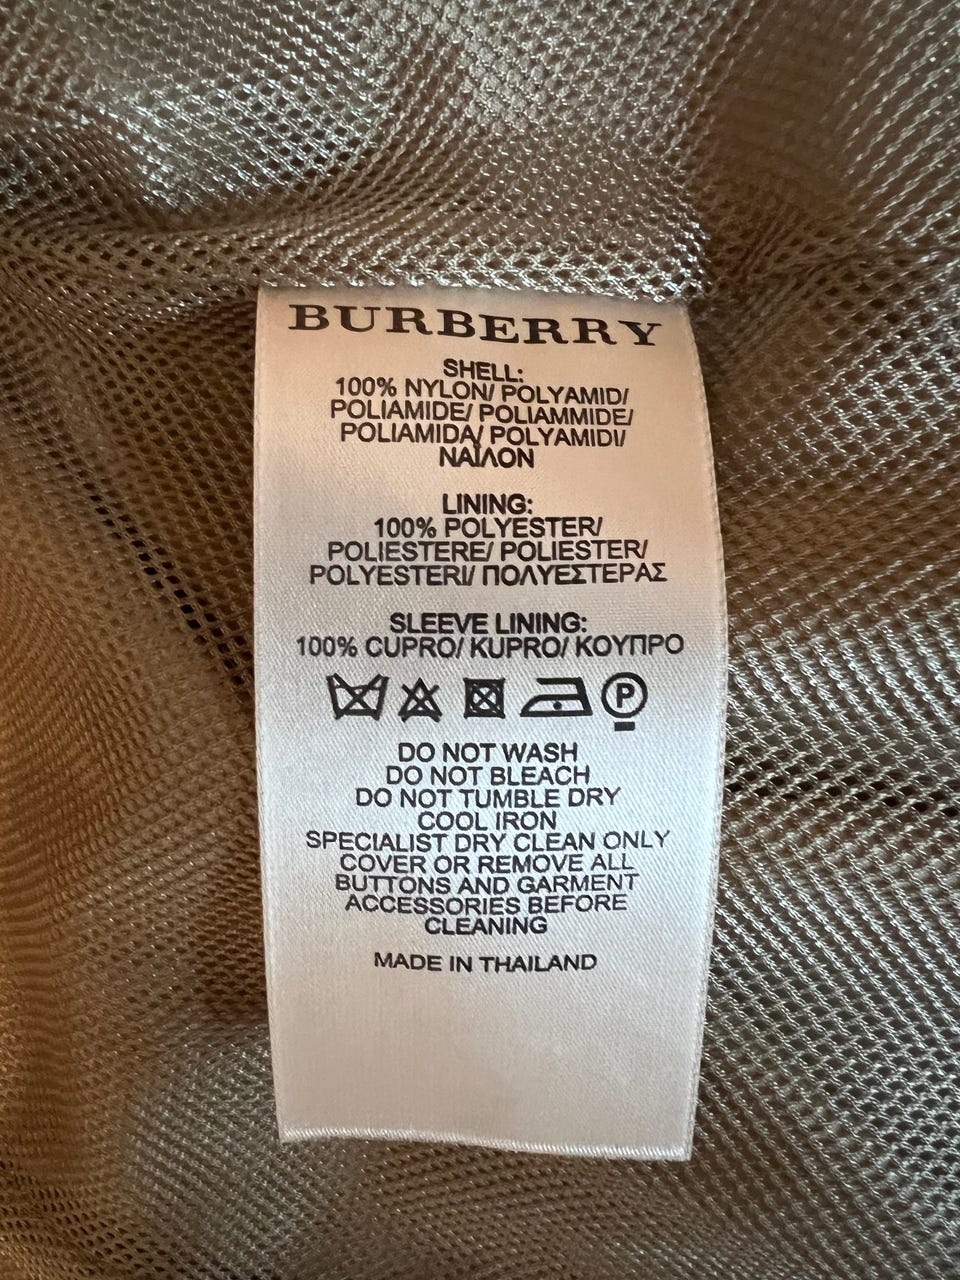 BURBERRY
SHELL:
100% NYLON/ POLYAMID/
POLIAMIDE/ POLIAMMIDE/
POLIAMIDA/ POLYAMIDI/
ΝΑΪΛΟΝ
LINING:
100% POLYESTER/
POLIESTERE/ POLIESTER/
POLYESTERI/ ΠΟΛΥΕΣΤΕΡΑΣ
SLEEVE LINING:
100% CUPRO/ KUPRO/ ΚΟΥΠΡΟ
P
DO NOT WASH
DO NOT BLEACH
DO NOT TUMBLE DRY
COOL IRON
SPECIALIST DRY CLEAN ONLY
COVER OR REMOVE ALL
BUTTONS AND GARMENT
ACCESSORIES BEFORE
CLEANING
MADE IN THAILAND